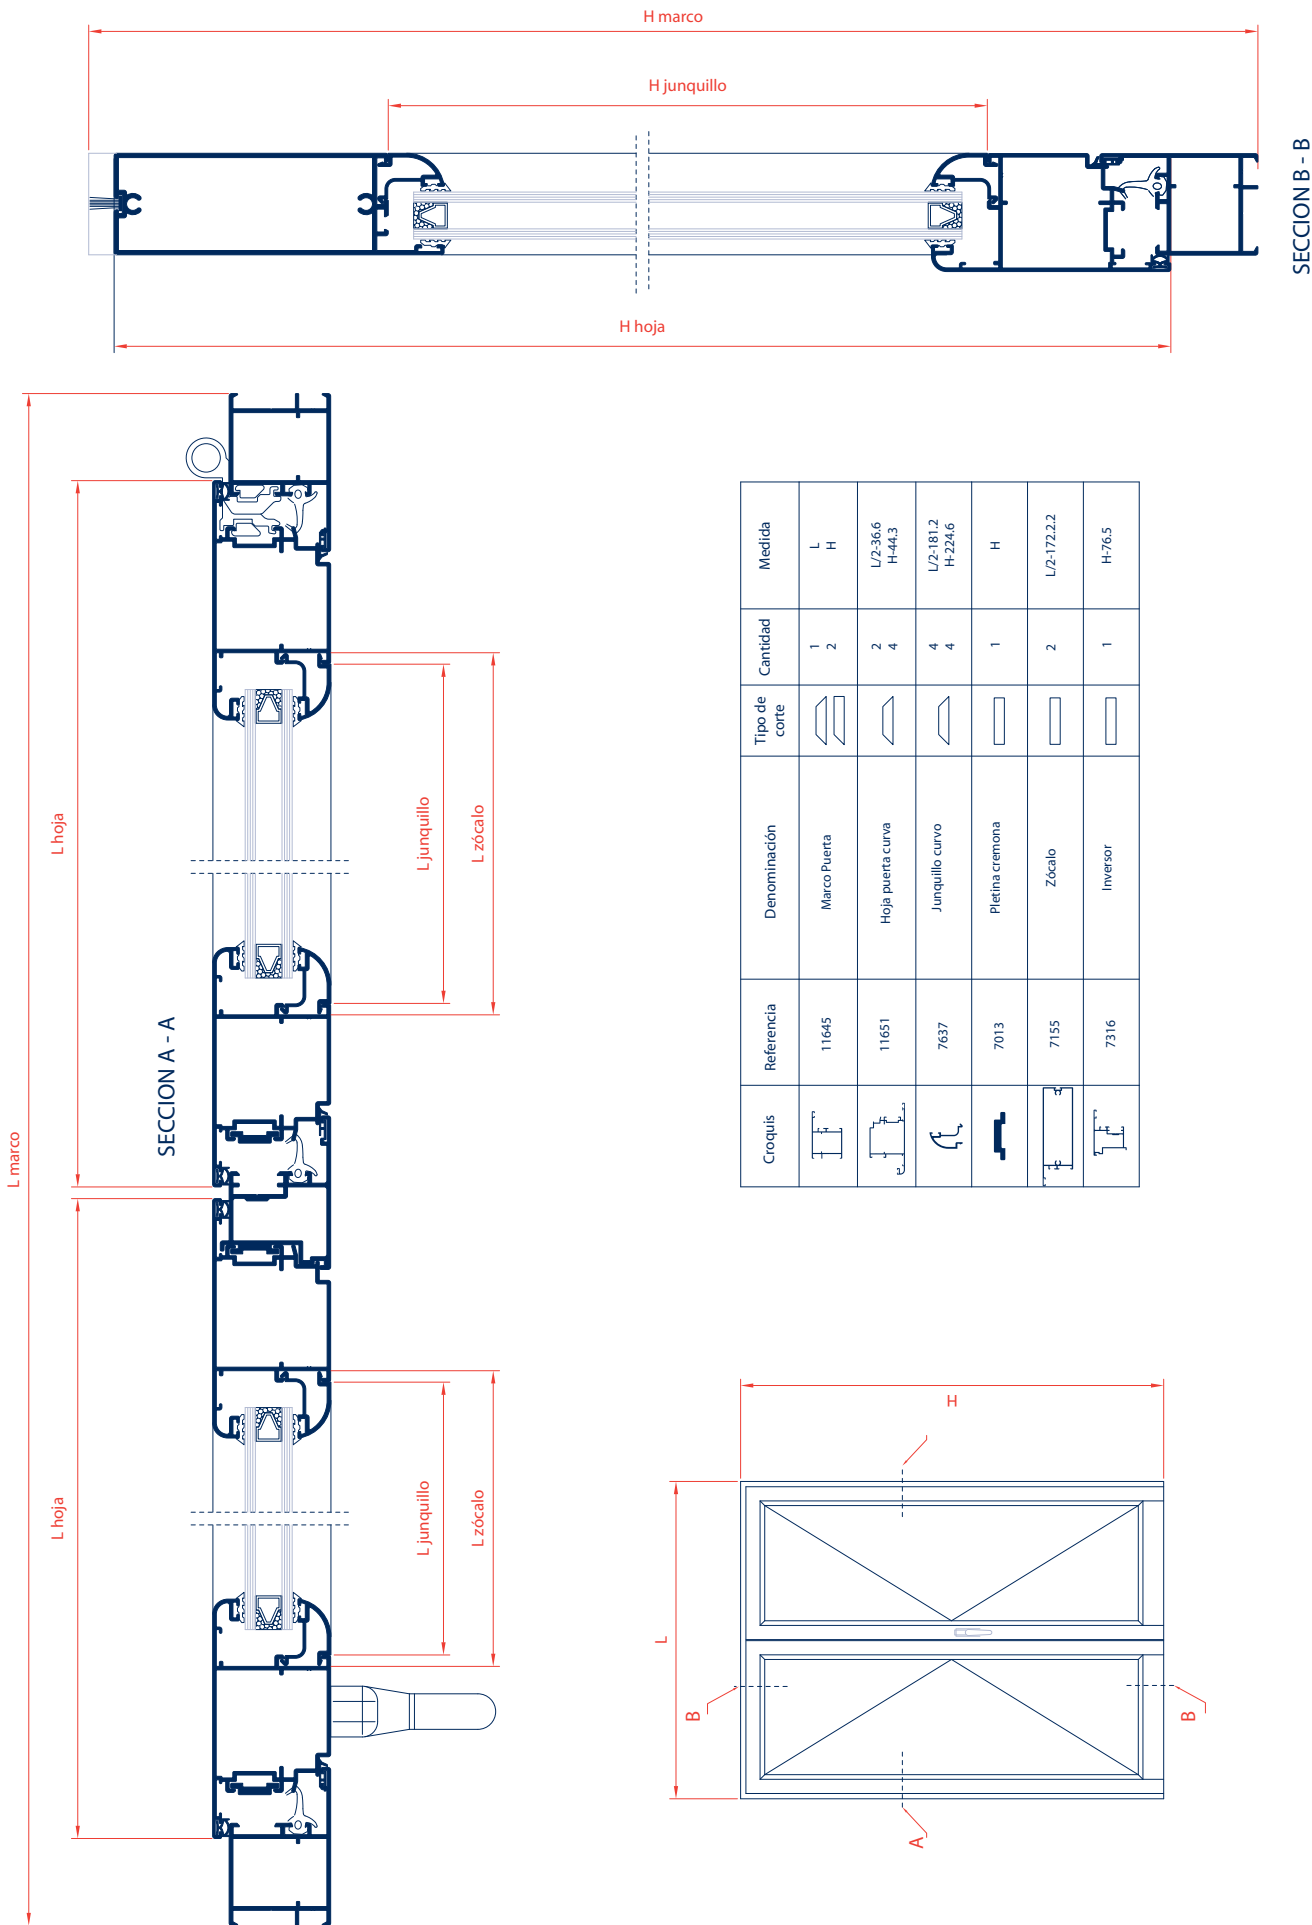 H marco
H junquillo
H hoja
SECCION B - B
L marco
L hoja
L hoja
SECCION A - A
L junquillo
L zócalo
L junquillo
L zócalo
Croquis
Referencia
Denominación
Tipo de
corte
Cantidad
Medida
11645
Marco Puerta
1
2
L
H
11651
Hoja puerta curva
2
4
L/2-36.6
H-44.3
7637
Junquillo curvo
4
4
L/2-181.2
H-224.6
7013
Pletina cremona
1
H
7155
Zócalo
2
L/2-172.2.2
7316
Inversor
1
H-76.5
H
L
B
B
A